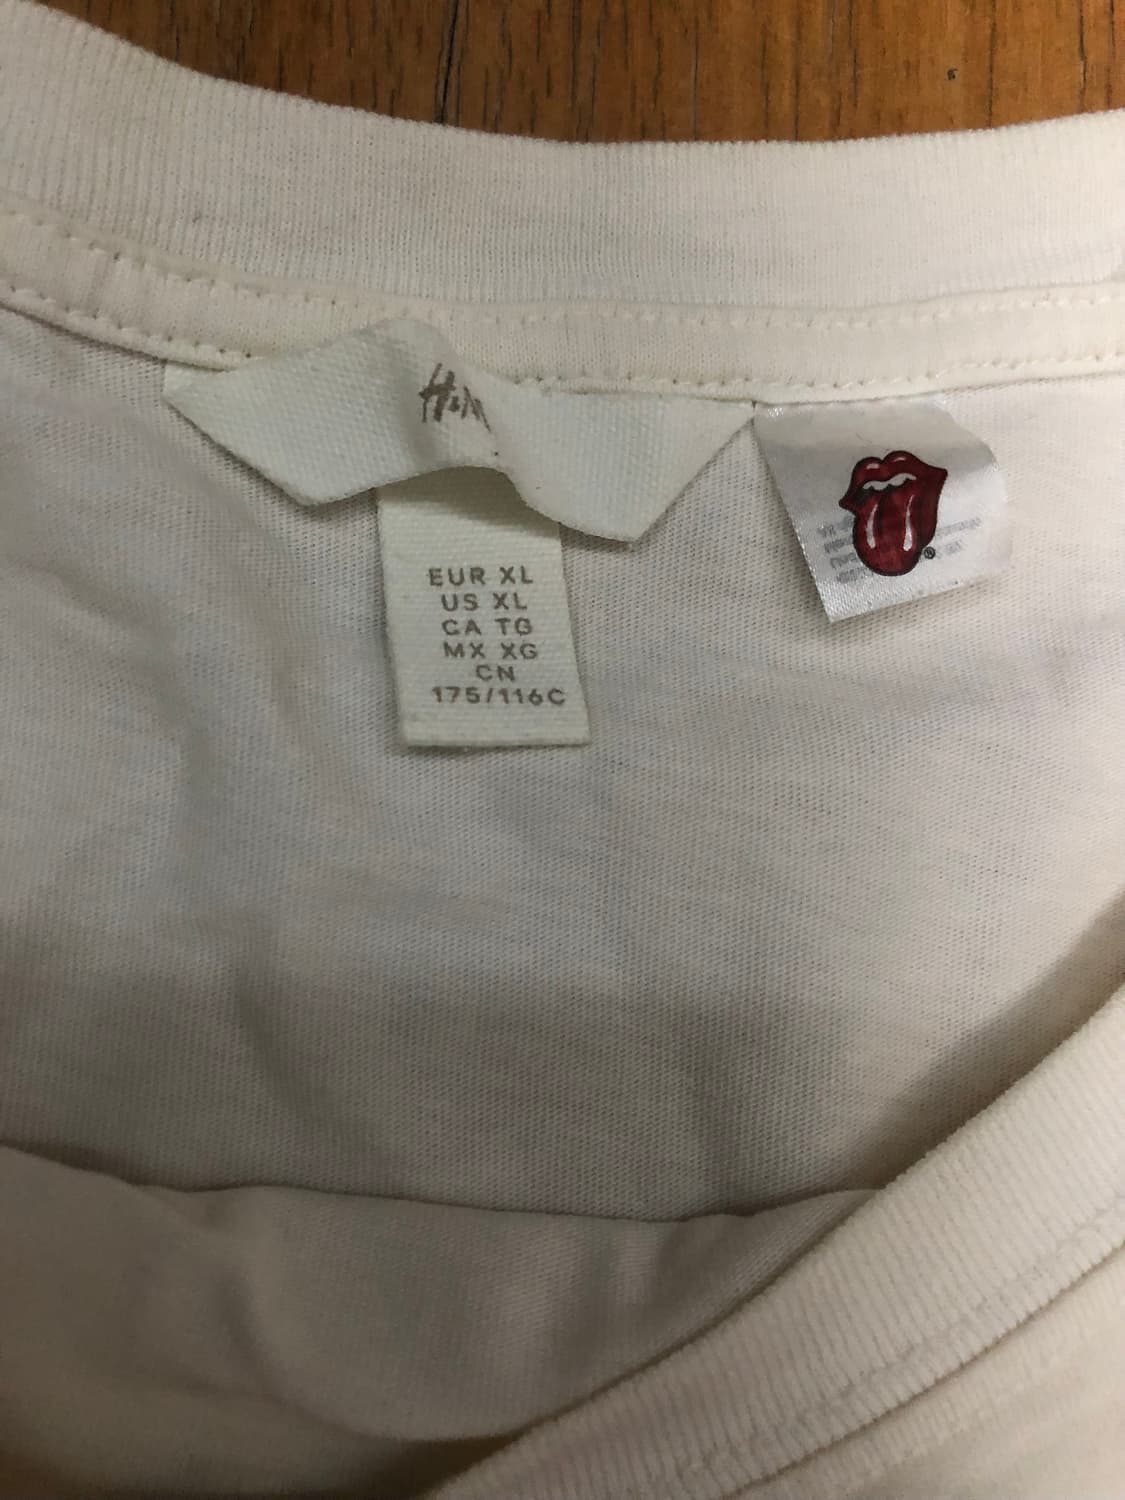 H&M
EUR XL
US XL
CA TG
MX XG
CN
175/116C
®